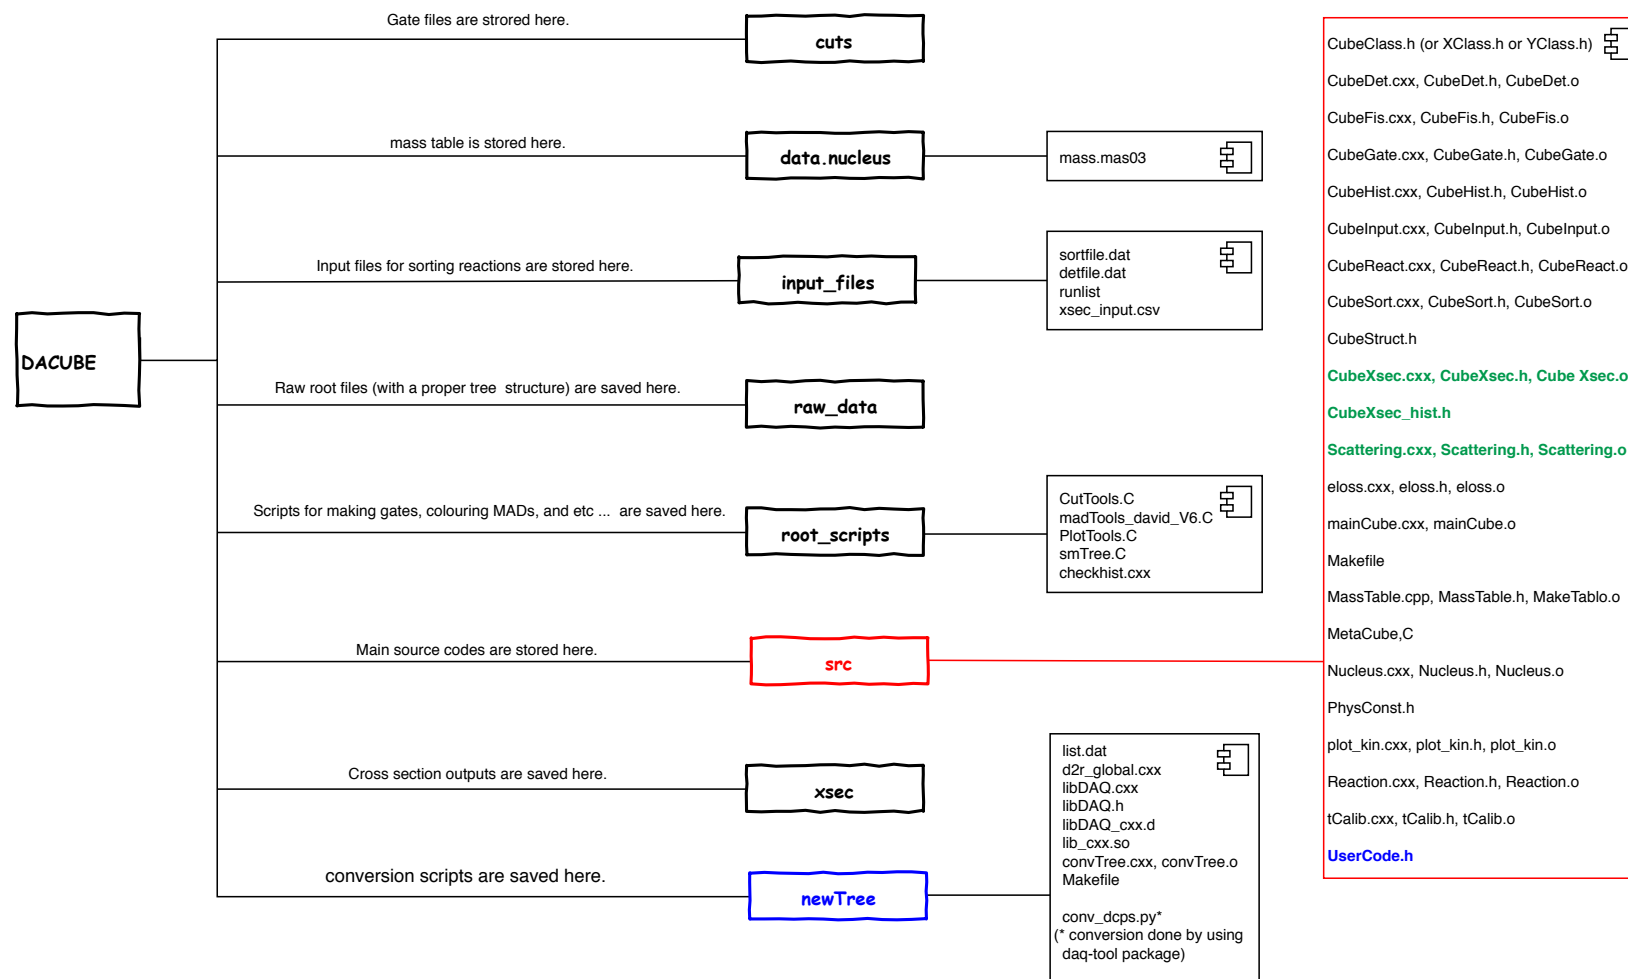 Gate files are strored here.
cuts
mass table is stored here.
data.nucleus
mass.mas03
Input files for sorting reactions are stored here.
input_files
sortfile.dat
detfile.dat
runlist
xsec_input.csv
DACUBE
Raw root files (with a proper tree structure) are saved here.
raw_data
Scripts for making gates, colouring MADs, and etc ... are saved here.
root_scripts
CutTools.C
madTools_david_V6.C
PlotTools.C
smTree.C
checkhist.cxx
Main source codes are stored here.
src
Cross section outputs are saved here.
xsec
conversion scripts are saved here.
newTree
list.dat
d2r_global.cxx
libDAQ.cxx
libDAQ.h
libDAQ_cxx.d
lib_cxx.so
convTree.cxx, convTree.o
Makefile
conv_dcps.py*
(* conversion done by using
daq-tool package)
CubeClass.h (or XClass.h or YClass.h)
CubeDet.cxx, CubeDet.h, CubeDet.o
CubeFis.cxx, CubeFis.h, CubeFis.o
CubeGate.cxx, CubeGate.h, CubeGate.o
CubeHist.cxx, CubeHist.h, CubeHist.o
CubeInput.cxx, CubeInput.h, CubeInput.o
CubeReact.cxx, CubeReact.h, CubeReact.o
CubeSort.cxx, CubeSort.h, CubeSort.o
CubeStruct.h
CubeXsec.cxx, CubeXsec.h, Cube Xsec.o
CubeXsec_hist.h
Scattering.cxx, Scattering.h, Scattering.o
eloss.cxx, eloss.h, eloss.o
mainCube.cxx, mainCube.o
Makefile
MassTable.cpp, MassTable.h, MakeTablo.o
MetaCube,C
Nucleus.cxx, Nucleus.h, Nucleus.o
PhysConst.h
plot_kin.cxx, plot_kin.h, plot_kin.o
Reaction.cxx, Reaction.h, Reaction.o
tCalib.cxx, tCalib.h, tCalib.o
UserCode.h